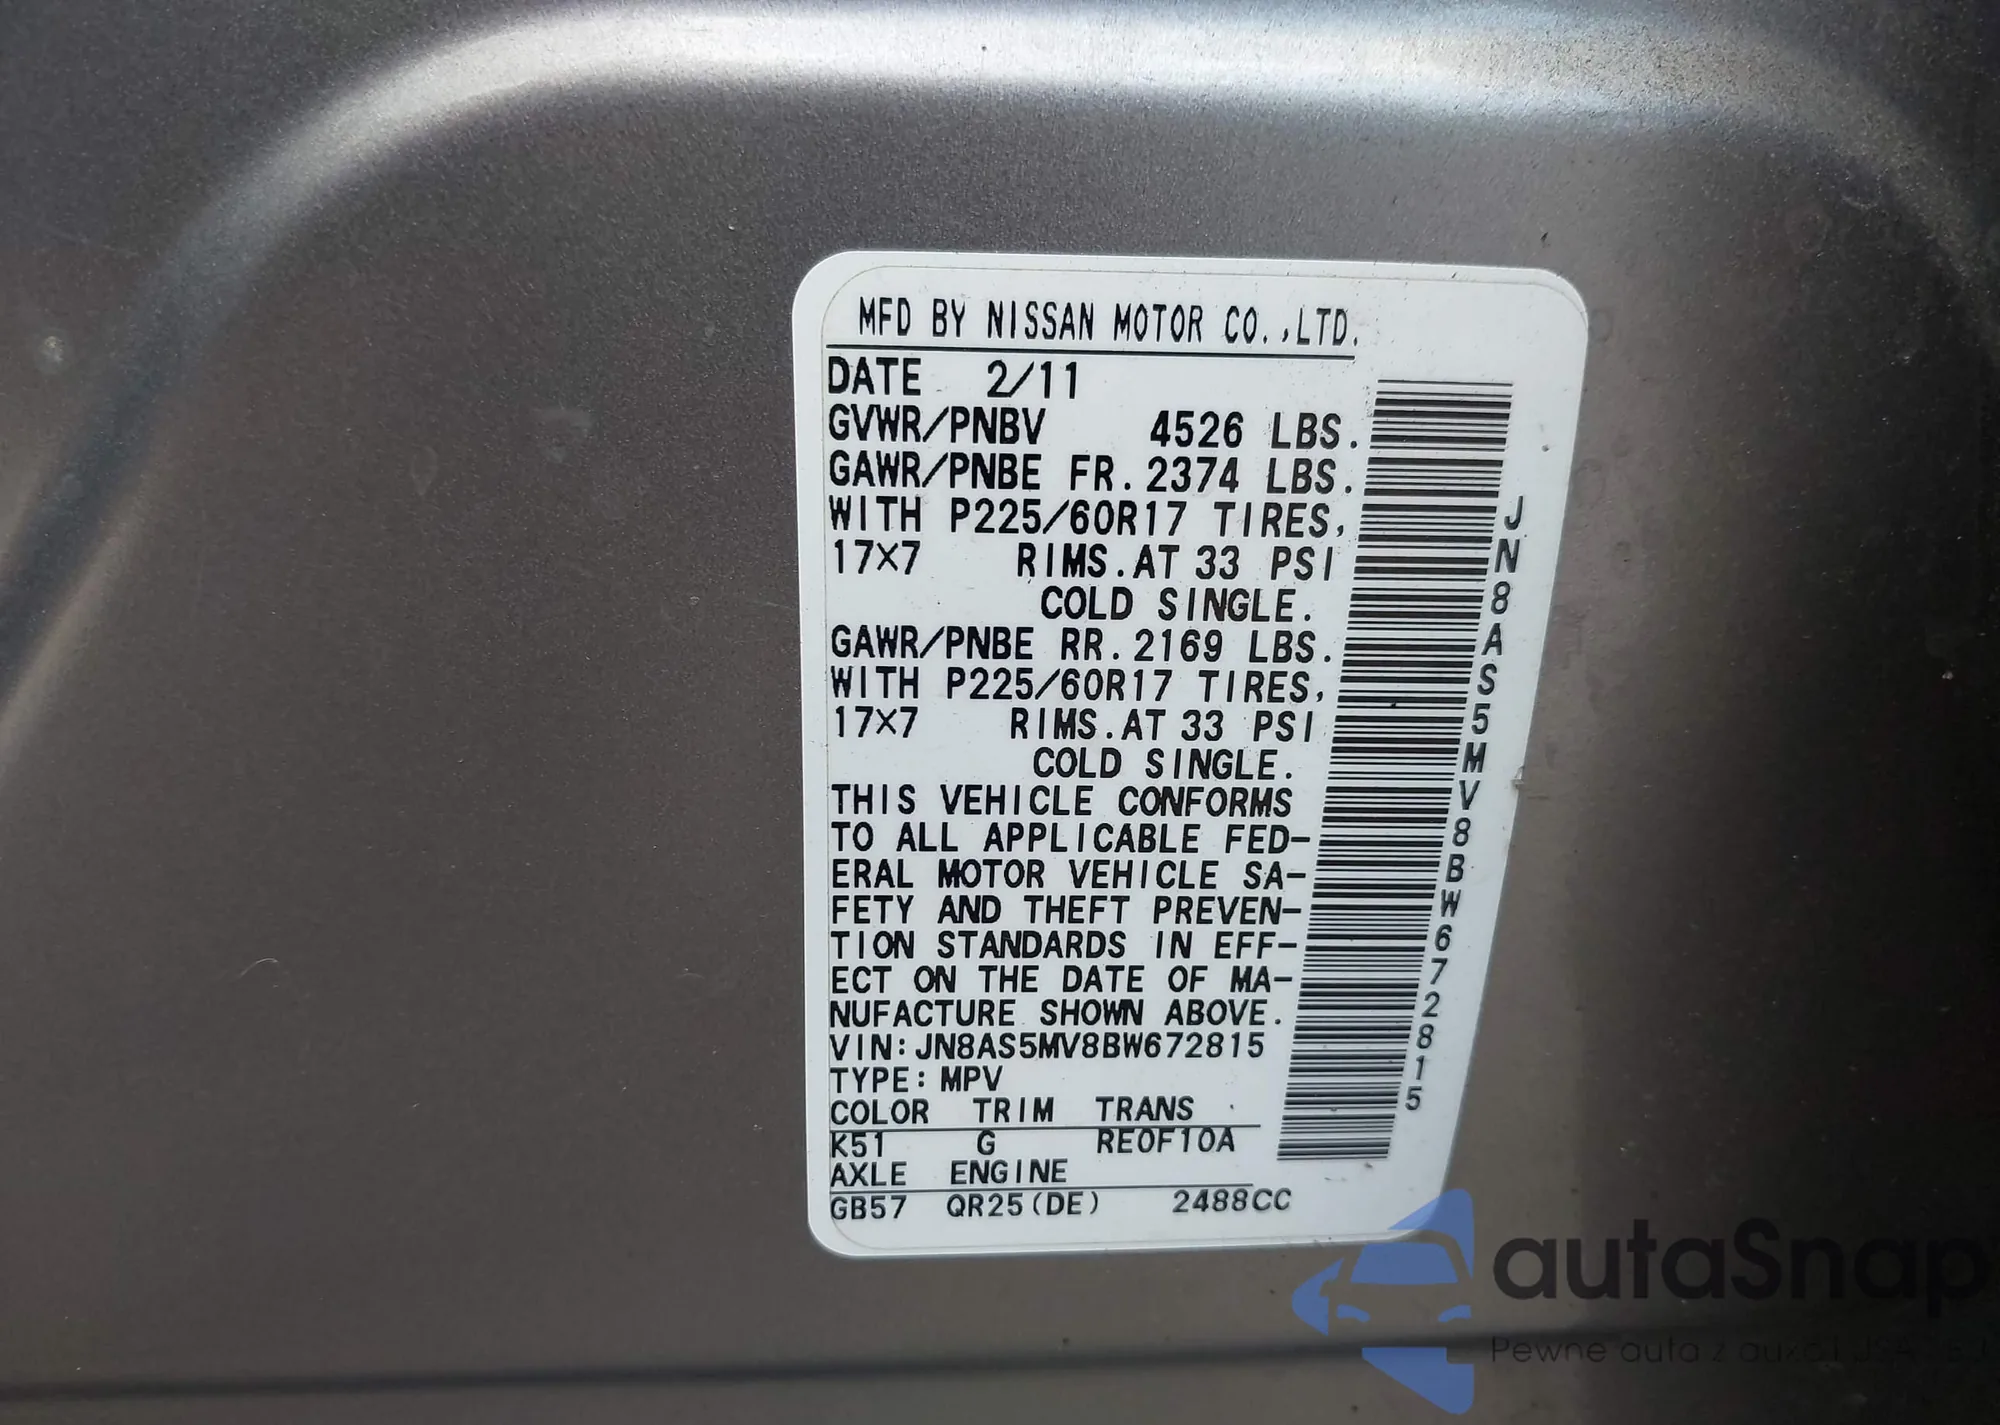 MFD BY NISSAN MOTOR CO.,LTD.
DATE 2/11
GVWR/PNBV 4526 LBS.
GAWR/PNBE FR. 2374 LBS.
WITH P225/60R17 TIRES,
17×7 RIMS. AT 33 PSI
COLD SINGLE.
GAWR/PNBE RR. 2169 LBS.
WITH P225/60R17 TIRES,
17×7 RIMS. AT 33 PSI
COLD SINGLE.
THIS VEHICLE CONFORMS
TO ALL APPLICABLE FED-
ERAL MOTOR VEHICLE SA-
FETY AND THEFT PREVEN-
TION STANDARDS IN EFF-
ECT ON THE DATE OF MA-
NUFACTURE SHOWN ABOVE.
VIN: JN8AS5MV8BW672815
TYPE: MPV
COLOR TRIM TRANS
K51 G RE0F10A
AXLE ENGINE
GB57 QR25(DE) 2488CC
JN8AS5MV8BW672815
autaSnap
Pewne auta z